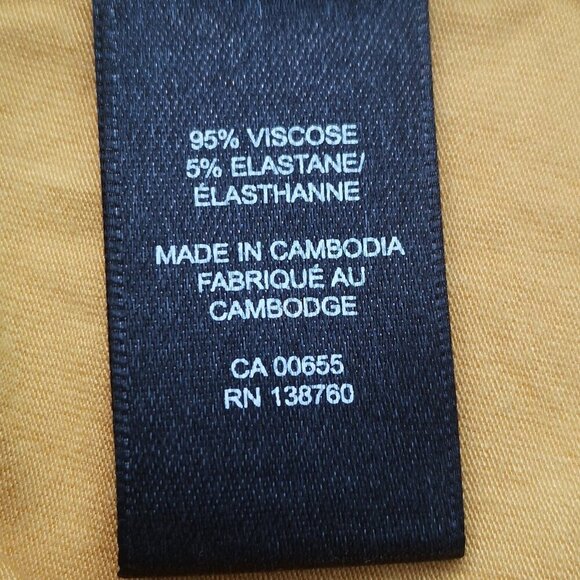 95% VISCOSE
5% ELASTANE/
ÉLASTHANNE
MADE IN CAMBODIA
FABRIQUÉ AU
CAMBODGE
CA 00655
RN 138760